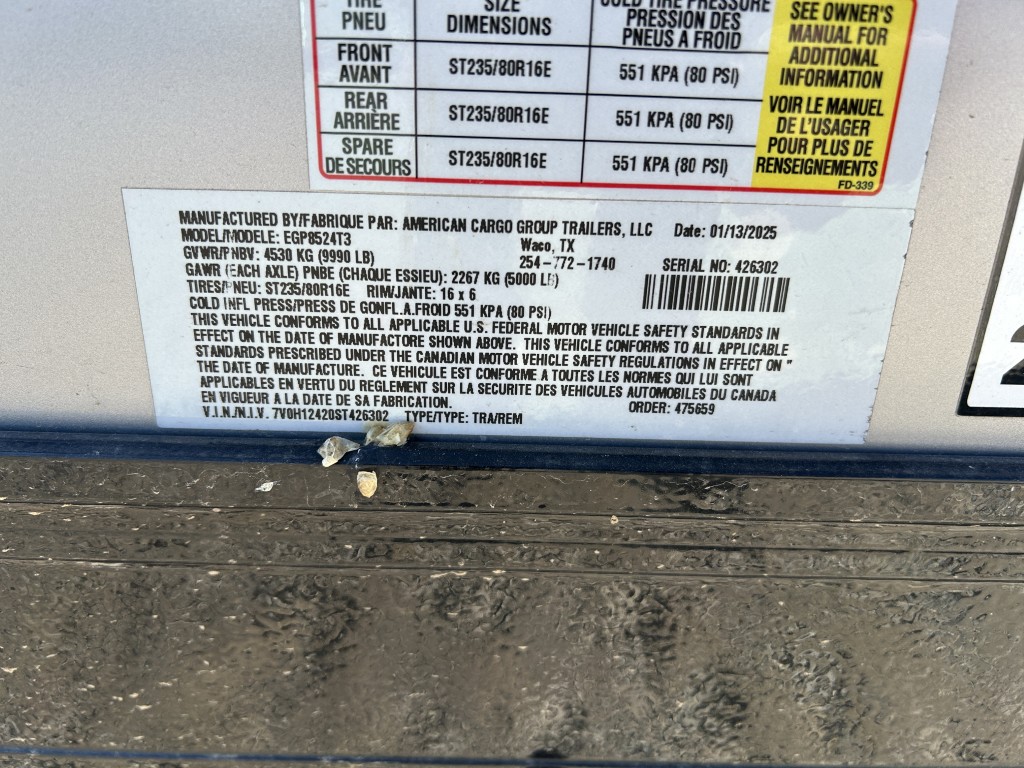 TIRE SIZE COLD TIRE PRESSURE
PNEU DIMENSIONS PRESSION DES
PNEUS A FROID
FRONT
AVANT ST235/80R16E 551 KPA (80 PSI)
REAR
ARRIÈRE ST235/80R16E 551 KPA (80 PSI)
SPARE
DE SECOURS ST235/80R16E 551 KPA (80 PSI)
SEE OWNER'S
MANUAL FOR
ADDITIONAL
INFORMATION
VOIR LE MANUEL
DE L'USAGER
POUR PLUS DE
RENSEIGNEMENTS
FD-339
MANUFACTURED BY/FABRIQUE PAR: AMERICAN CARGO GROUP TRAILERS, LLC Date: 01/13/2025
MODEL/MODELE: EGP8524T3 Waco, TX
GVWR/PNBV: 4530 KG (9990 LB) 254-772-1740 SERIAL NO: 426302
GAWR (EACH AXLE) PNBE (CHAQUE ESSIEU): 2267 KG (5000 LB)
TIRES/PNEU: ST235/80R16E RIM/JANTE: 16 x 6
COLD INFL PRESS/PRESS DE GONFL.A.FROID 551 KPA (80 PSI)
THIS VEHICLE CONFORMS TO ALL APPLICABLE U.S. FEDERAL MOTOR VEHICLE SAFETY STANDARDS IN
EFFECT ON THE DATE OF MANUFACTORE SHOWN ABOVE. THIS VEHICLE CONFORMS TO ALL APPLICABLE
STANDARDS PRESCRIBED UNDER THE CANADIAN MOTOR VEHICLE SAFETY REGULATIONS IN EFFECT ON "
THE DATE OF MANUFACTURE. CE VEHICULE EST CONFORME A TOUTES LES NORMES QUI LUI SONT
APPLICABLES EN VERTU DU REGLEMENT SUR LA SECURITE DES VEHICULES AUTOMOBILES DU CANADA
EN VIGUEUR A LA DATE DE SA FABRICATION. ORDER: 475659
V.I.N./N.I.V. 7V0H12420ST426302 TYPE/TYPE: TRA/REM